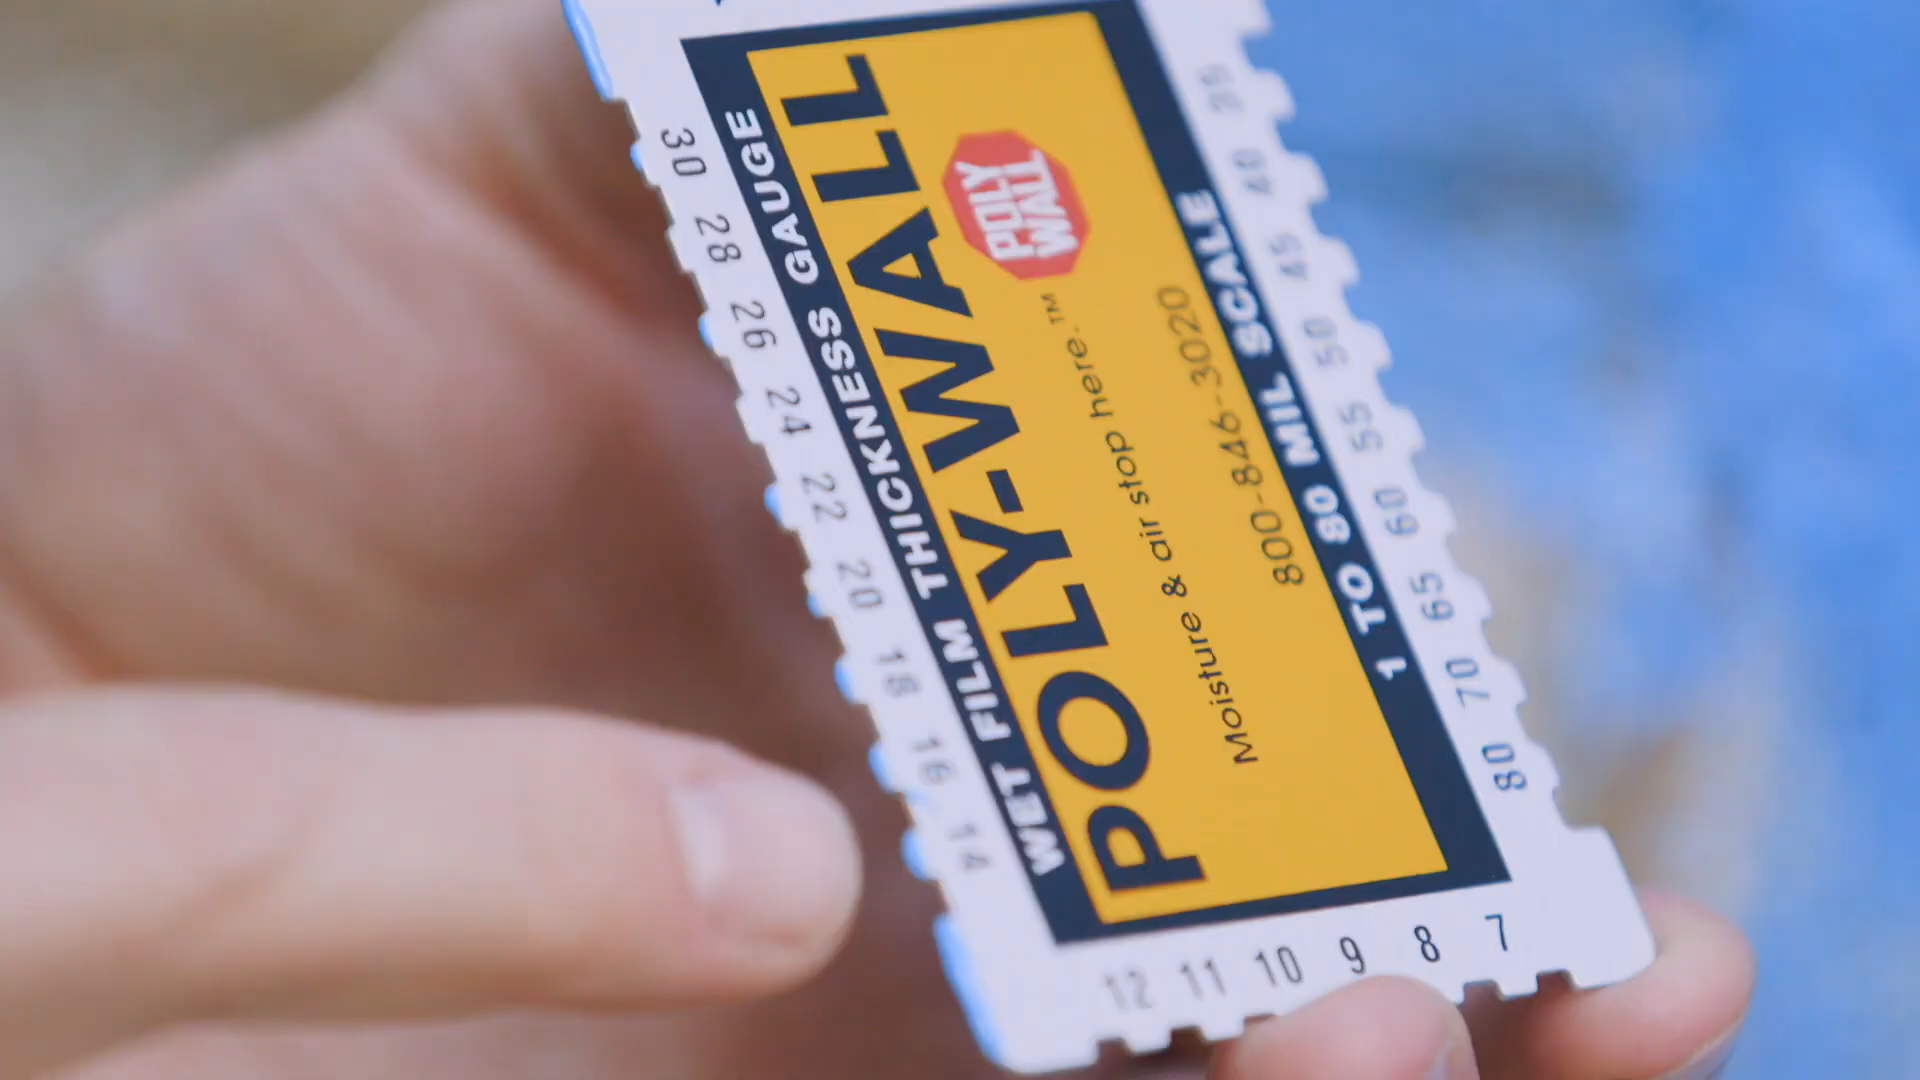 WET FILM THICKNESS GAUGE
POLY-WALL
POLY
WALL
Moisture & air stop here.™
800-846-3020
1 TO 80 MIL SCALE
14 16 18 20 22 24 26 28 30
80 70 65 60 55 50 45 40 35
12 11 10 9 8 7